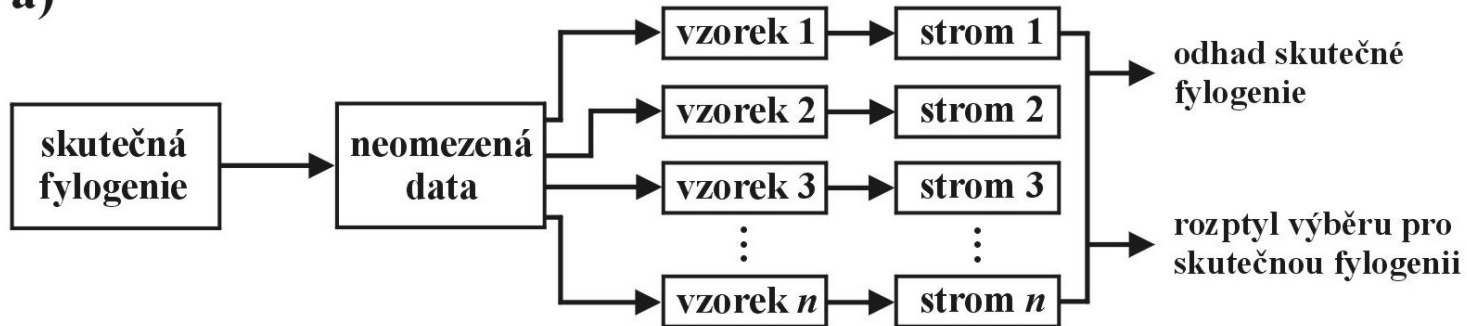 a)
skutečná
fylogenie
neomezená
data
vzorek 1
strom 1
vzorek 2
strom 2
vzorek 3
strom 3
vzorek n
strom n
odhad skutečné
fylogenie
rozptyl výběru pro
skutečnou fylogenii